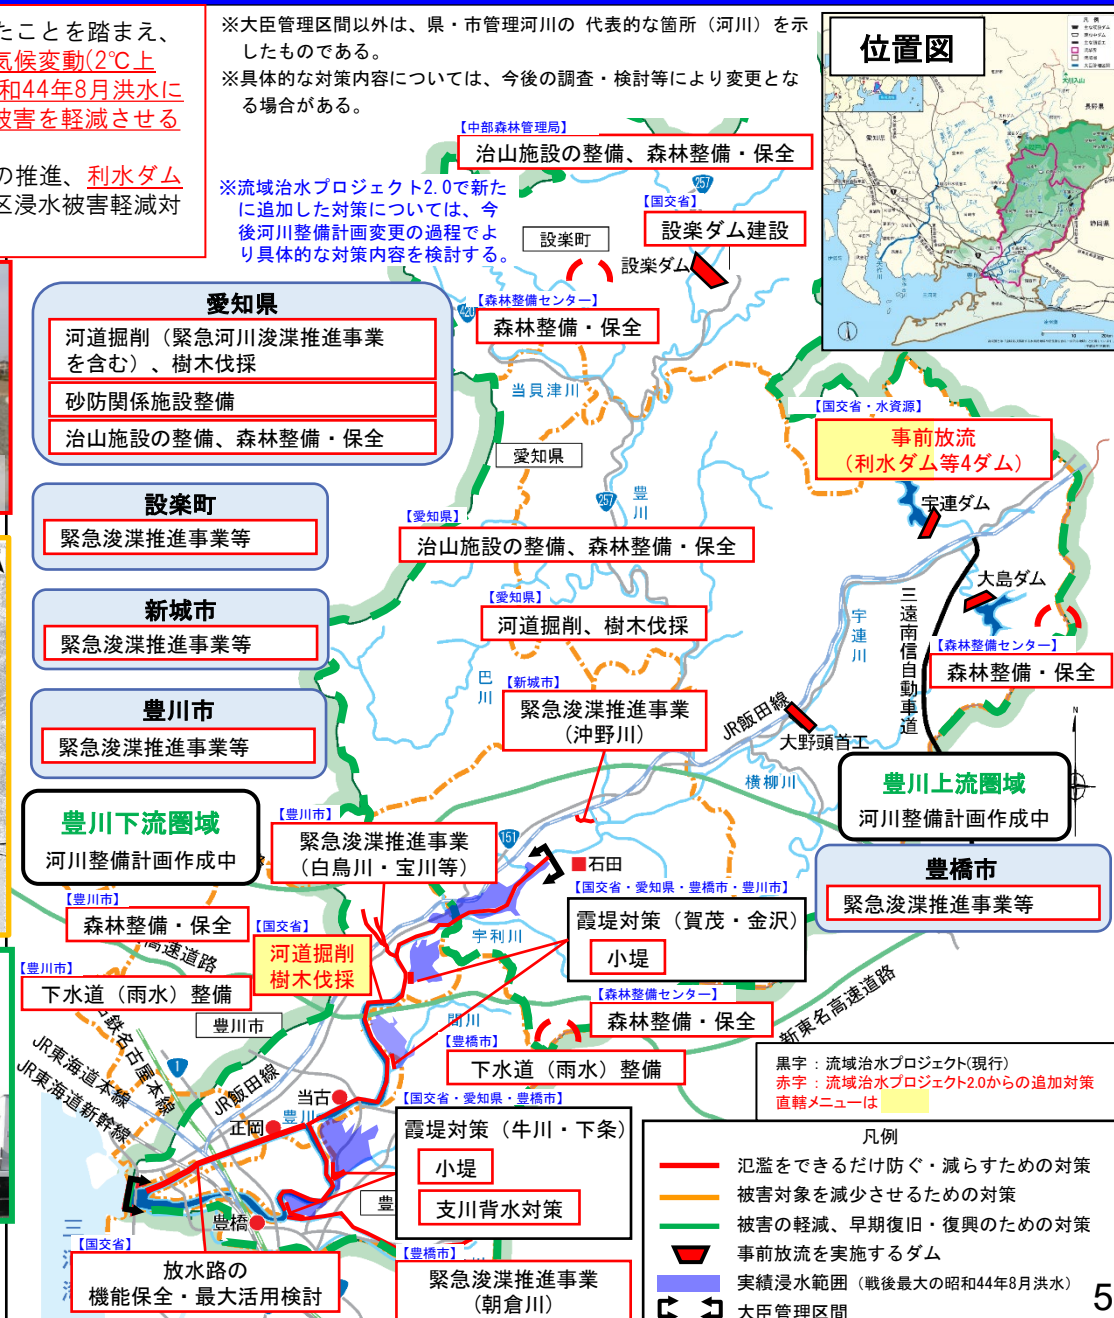 たことを踏まえ、
気候変動(2℃上
和44年8月洪水に
被害を軽減させる
の推進、利水ダム
区浸水被害軽減対
※大臣管理区間以外は、県・市管理河川の 代表的な箇所（河川）を示
したものである。
※具体的な対策内容については、今後の調査・検討等により変更とな
る場合がある。
※流域治水プロジェクト2.0で新た
に追加した対策については、今
後河川整備計画変更の過程でよ
り具体的な対策内容を検討する。
位置図
凡例
長野県
愛知県
静岡県
【中部森林管理局】
治山施設の整備、森林整備・保全
257
【国交省】
設楽ダム建設
設楽町
設楽ダム
【森林整備センター】
森林整備・保全
420
当貝津川
愛知県
河道掘削（緊急河川浚渫推進事業
を含む）、樹木伐採
砂防関係施設整備
治山施設の整備、森林整備・保全
愛知県
【国交省・水資源】
事前放流
（利水ダム等4ダム）
宇連ダム
257
豊川
設楽町
緊急浚渫推進事業等
【愛知県】
治山施設の整備、森林整備・保全
大島ダム
三遠南信自動車道
宇連川
新城市
緊急浚渫推進事業等
【愛知県】
河道掘削、樹木伐採
【森林整備センター】
森林整備・保全
巴川
【新城市】
緊急浚渫推進事業
（沖野川）
JR飯田線
大野頭首工
横柳川
N
豊川市
緊急浚渫推進事業等
豊川上流圏域
河川整備計画作成中
豊川下流圏域
河川整備計画作成中
【豊川市】
緊急浚渫推進事業
（白鳥川・宝川等）
151
石田
豊橋市
緊急浚渫推進事業等
【国交省・愛知県・豊橋市・豊川市】
霞堤対策（賀茂・金沢）
小堤
【豊川市】
森林整備・保全
高速道路
【国交省】
河道掘削
樹木伐採
宇利川
【豊川市】
下水道（雨水）整備
【森林整備センター】
森林整備・保全
新東名高速道路
豊川市
間川
【豊橋市】
下水道（雨水）整備
名鉄名古屋本線
JR東海道本線
JR東海道新幹線
1
JR飯田線
当古
豊川
正岡
【国交省・愛知県・豊橋市】
霞堤対策（牛川・下条）
小堤
支川背水対策
豊
豊橋
三
【国交省】
放水路の
機能保全・最大活用検討
【豊橋市】
緊急浚渫推進事業
（朝倉川）
黒字：流域治水プロジェクト(現行)
赤字：流域治水プロジェクト2.0からの追加対策
直轄メニューは
凡例
氾濫をできるだけ防ぐ・減らすための対策
被害対象を減少させるための対策
被害の軽減、早期復旧・復興のための対策
事前放流を実施するダム
実績浸水範囲（戦後最大の昭和44年8月洪水）
大臣管理区間
5